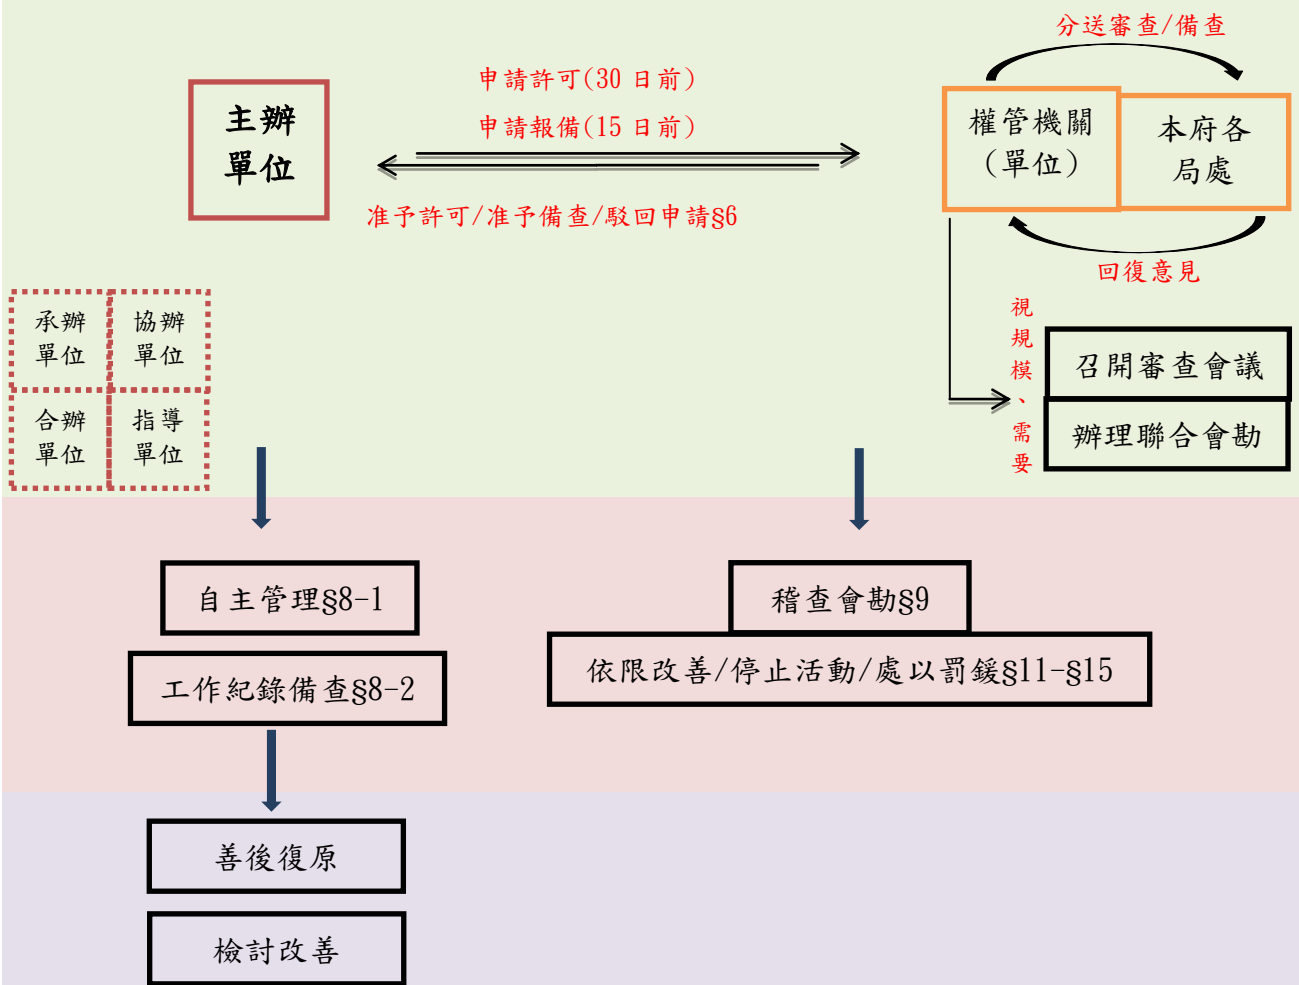 分送審查/備查
申請許可(30 日前)
申請報備(15 日前)
主辦
單位
權管機關
(單位)
本府各
局處
准予許可/准予備查/駁回申請§6
回復意見
承辦
單位
協辦
單位
合辦
單位
指導
單位
視規模、需要
召開審查會議
辦理聯合會勘
自主管理§8-1
工作紀錄備查§8-2
稽查會勘§9
依限改善/停止活動/處以罰鍰§11-§15
善後復原
檢討改善